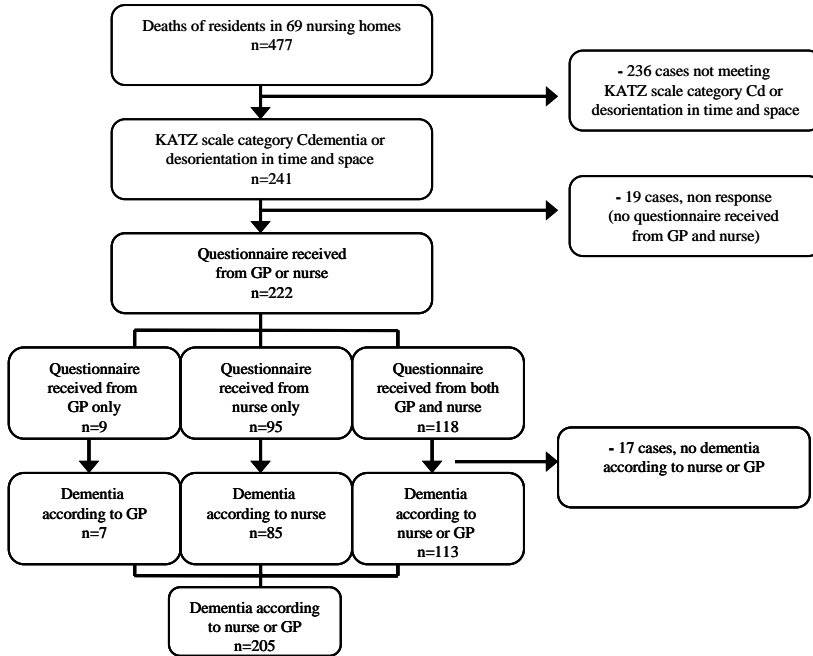 Deaths of residents in 69 nursing homes
n=477
- 236 cases not meeting
KATZ scale category Cd or
desorientation in time and space
KATZ scale category Cdementia or
desorientation in time and space
n=241
- 19 cases, non response
(no questionnaire received
from GP and nurse)
Questionnaire received
from GP or nurse
n=222
Questionnaire
received from
GP only
n=9
Questionnaire
received from
nurse only
n=95
Questionnaire
received from both
GP and nurse
n=118
- 17 cases, no dementia
according to nurse or GP
Dementia
according to GP
n=7
Dementia
according to nurse
n=85
Dementia
according to
nurse or GP
n=113
Dementia according
to nurse or GP
n=205